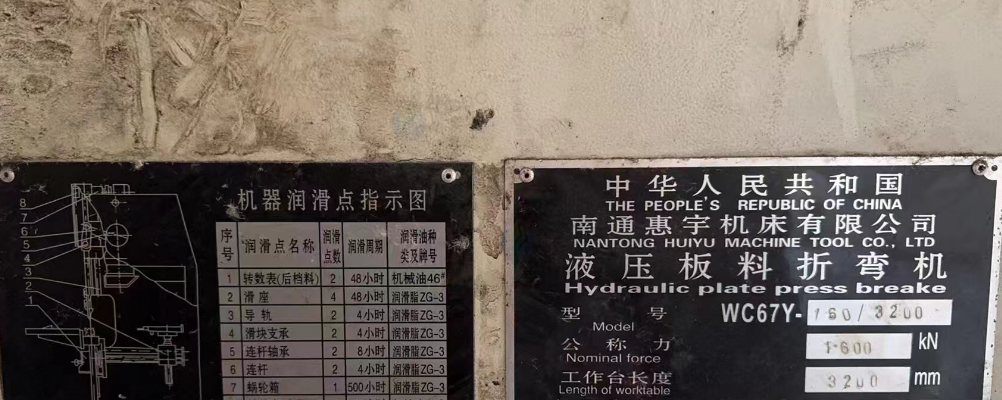 8
7
6
5
4
3
2
1
机器润滑点指示图
序号 润滑点名称 润滑点数 润滑周期 润滑油种类及牌号
1 转数表(后档料) 2 48小时 机械油46#
2 滑座 4 48小时 润滑脂ZG-3
3 导轨 2 4小时 润滑脂ZG-3
4 滑块支承 2 4小时 润滑脂ZG-3
5 连杆轴承 2 8小时 润滑脂ZG-3
6 连杆 2 4小时 润滑脂ZG-3
7 蜗轮箱 1 500小时 润滑脂ZG-3
中华人民共和国
THE PEOPLE'S REPUBLIC OF CHINA
南通惠宇机床有限公司
NANTONG HUIYU MACHINE TOOL CO., LTD
液压板料折弯机
Hydraulic plate press breake
型号 WC67Y-160/3200
Model
公称力 1600 kN
Nominal force
工作台长度 3200 mm
Length of worktable